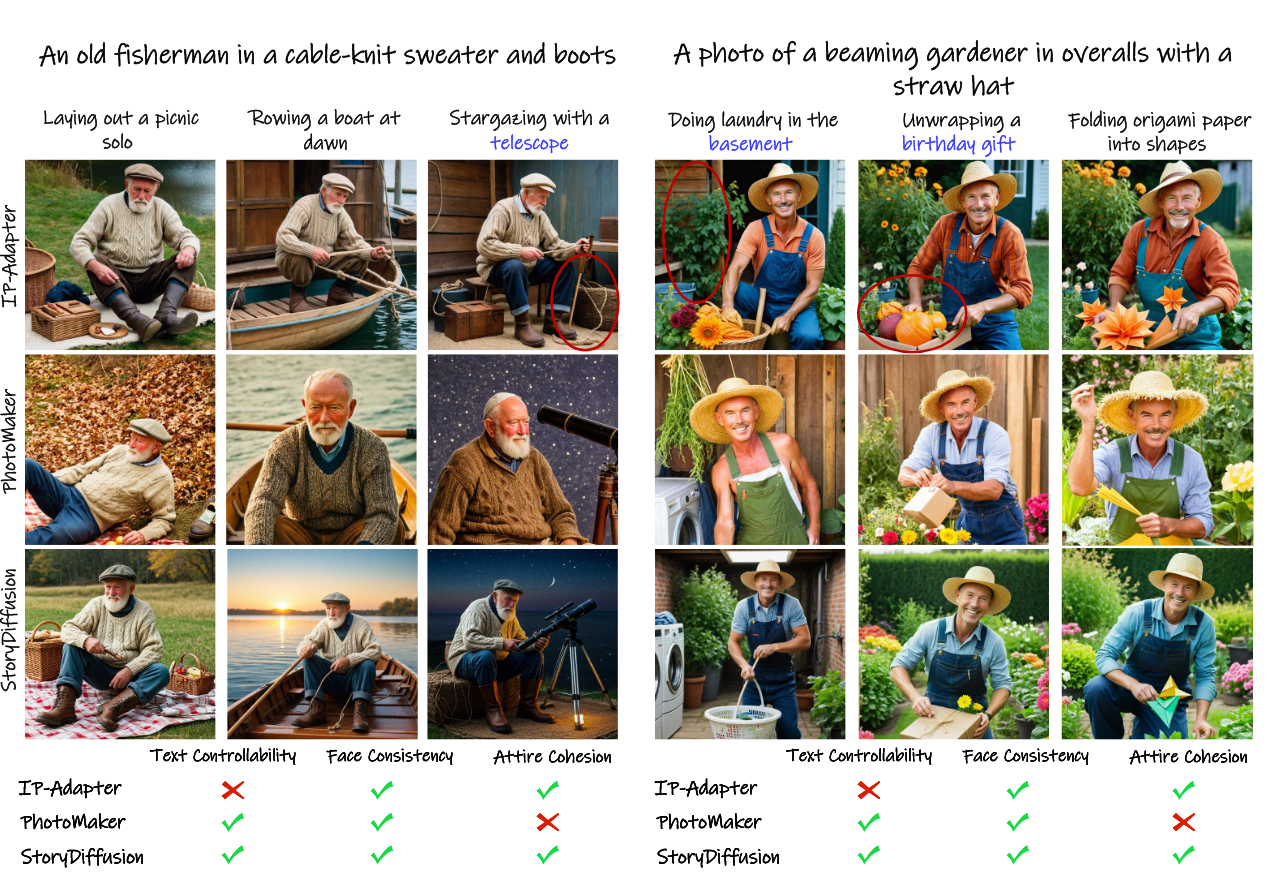 An old fisherman in a cable-knit sweater and boots
Laying out a picnic
solo
Rowing a boat at
dawn
Stargazing with a
telescope
A photo of a beaming gardener in overalls with a
straw hat
Doing laundry in the
basement
Unwrapping a
birthday gift
Folding origami paper
into shapes
IP-Adapter
PhotoMaker
StoryDiffusion
Text Controllability
Face Consistency
Attire Cohesion
IP-Adapter
PhotoMaker
StoryDiffusion
Text Controllability
Face Consistency
Attire Cohesion
IP-Adapter
PhotoMaker
StoryDiffusion